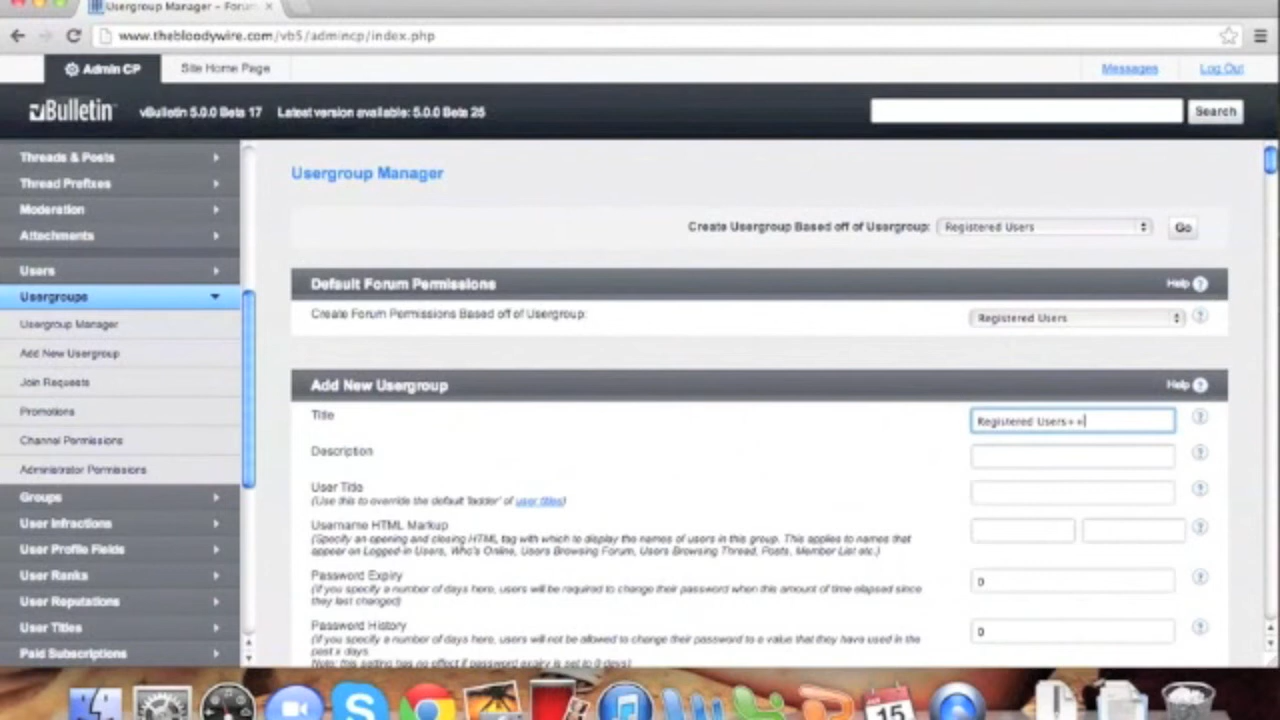 Usergroup Manager - Forum
www.thebloodywire.com/vb5/admincp/index.php
Admin CP
Site Home Page
Messages
Log Out
vBulletin
vBulletin 5.0.0 Beta 17
Latest version available: 5.0.0 Beta 25
Search
Threads & Posts
Thread Prefixes
Moderation
Attachments
Users
Usergroups
Usergroup Manager
Add New Usergroup
Join Requests
Promotions
Channel Permissions
Administrator Permissions
Groups
User Infractions
User Profile Fields
User Ranks
User Reputations
User Titles
Paid Subscriptions
Usergroup Manager
Create Usergroup Based off of Usergroup: Registered Users Go
Default Forum Permissions Help ?
Create Forum Permissions Based off of Usergroup: Registered Users ?
Add New Usergroup Help ?
Title Registered Users++ ?
Description ?
User Title ?
(Use this to override the default 'ladder' of user titles)
Username HTML Markup ?
(Specify an opening and closing HTML tag with which to display the names of users in this group. This applies to names that
appear on Logged-in Users, Who's Online, Users Browsing Forum, Users Browsing Thread, Posts, Member List etc.)
Password Expiry 0 ?
(If you specify a number of days here, users will be required to change their password when this amount of time elapsed since
they last changed)
Password History 0 ?
(If you specify a number of days here, users will not be allowed to change their password to a value that they have used in the
past x days.
Note: this setting has no effect if password expiry is set to 0 days)
S
15